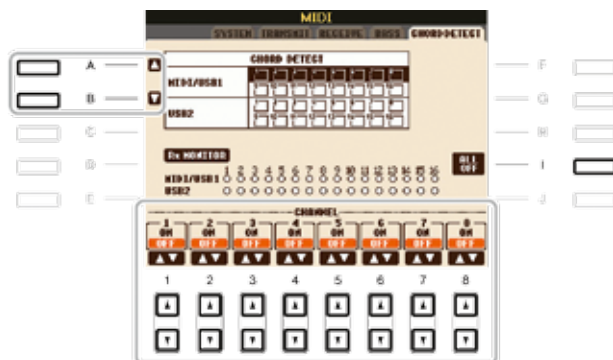 MIDI
SYSTEM TRANSMIT RECEIVE BASS CHORD DETECT
CHORD DETECT
A
F
MIDI/USB1
B
G
USB2
C
H
Rx MONITOR
1 2 3 4 5 6 7 8 9 10 11 12 13 14 15 16
ALL OFF
D
I
MIDI/USB1
USB2
E
J
CHANNEL
1 2 3 4 5 6 7 8
ON ON ON ON ON ON ON ON
OFF OFF OFF OFF OFF OFF OFF OFF
1 2 3 4 5 6 7 8